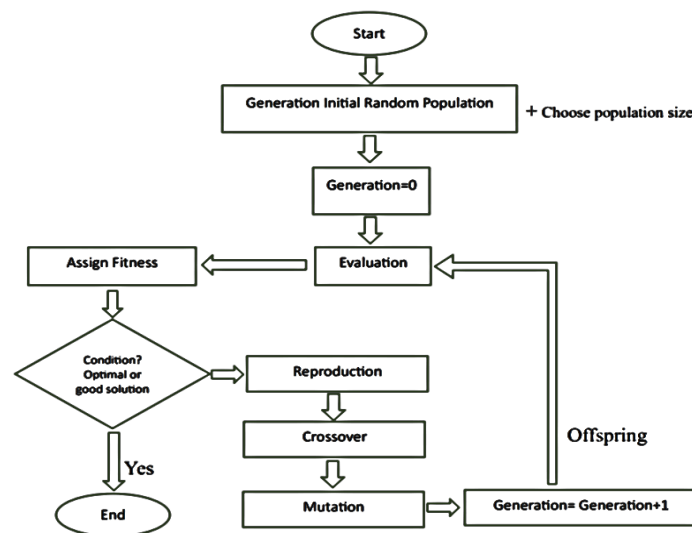 Start
Generation Initial Random Population
+ Choose population size
Generation=0
Evaluation
Assign Fitness
Condition?
Optimal or
good solution
Reproduction
Crossover
Offspring
Yes
Mutation
Generation= Generation+1
End